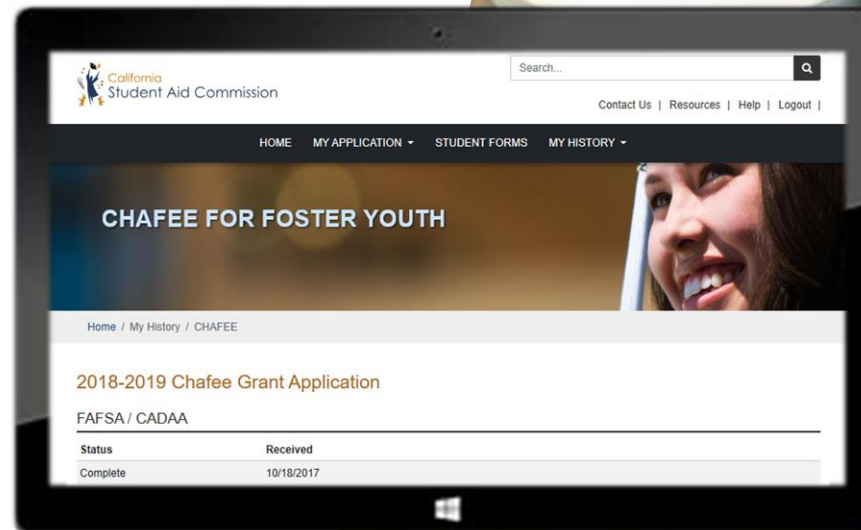 California
Student Aid Commission
Search...
Contact Us | Resources | Help | Logout |
HOME MY APPLICATION STUDENT FORMS MY HISTORY
CHAFEE FOR FOSTER YOUTH
Home / My History / CHAFEE
2018-2019 Chafee Grant Application
FAFSA / CADAA
Status Received
Complete 10/18/2017